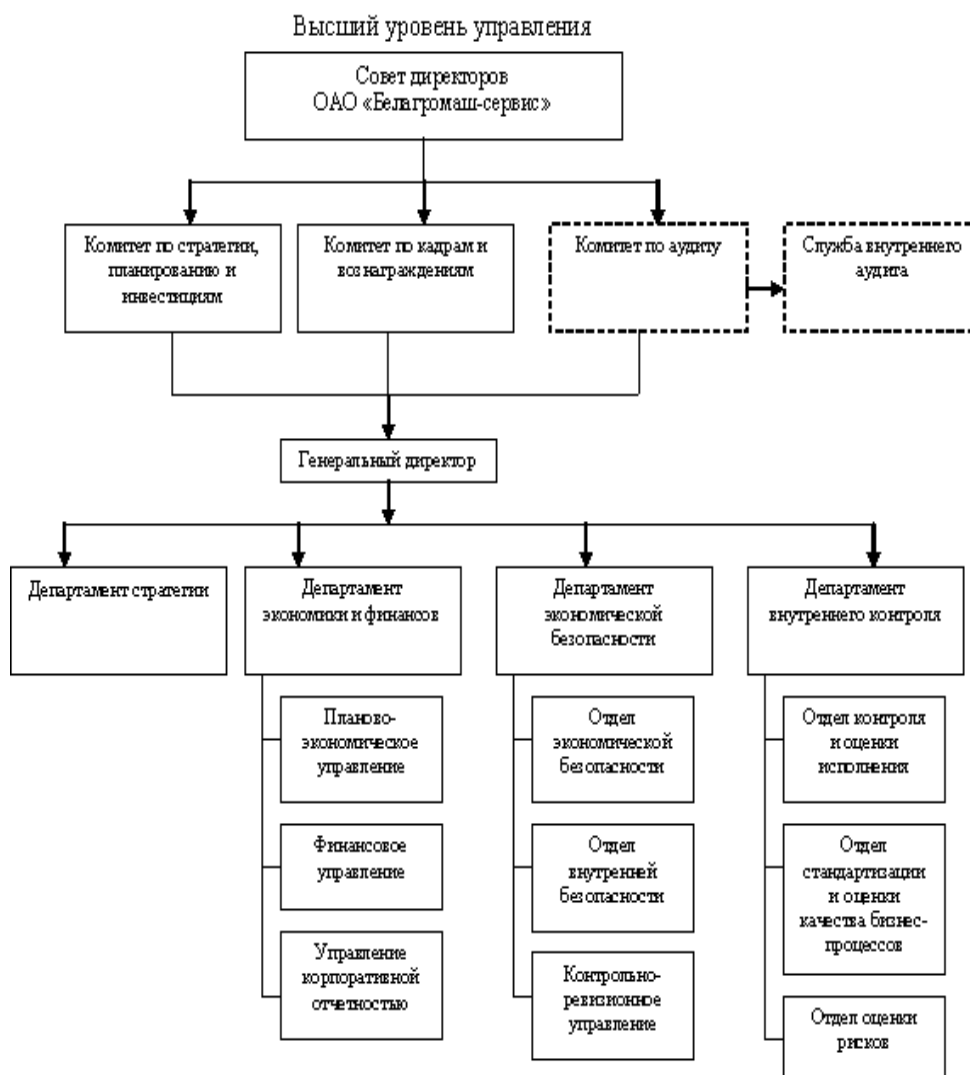 Высший уровень управления
Совет директоров
ОАО «Белагромаш-сервис»
Комитет по стратегии,
планированию и
инвестициям
Комитет по кадрам и
вознаграждениям
Комитет по аудиту
Служба внутреннего
аудита
Генеральный директор
Департамент стратегии
Департамент
экономики и финансов
Департамент
экономической
безопасности
Департамент
внутреннего контроля
Планово-
экономическое
управление
Финансовое
управление
Управление
корпоративной
отчетностью
Отдел
экономической
безопасности
Отдел
внутренней
безопасности
Контрольно-
ревизионное
управление
Отдел контроля
и оценки
исполнения
Отдел
стандартизации
и оценки
качества бизнес-
процессов
Отдел оценки
рисков